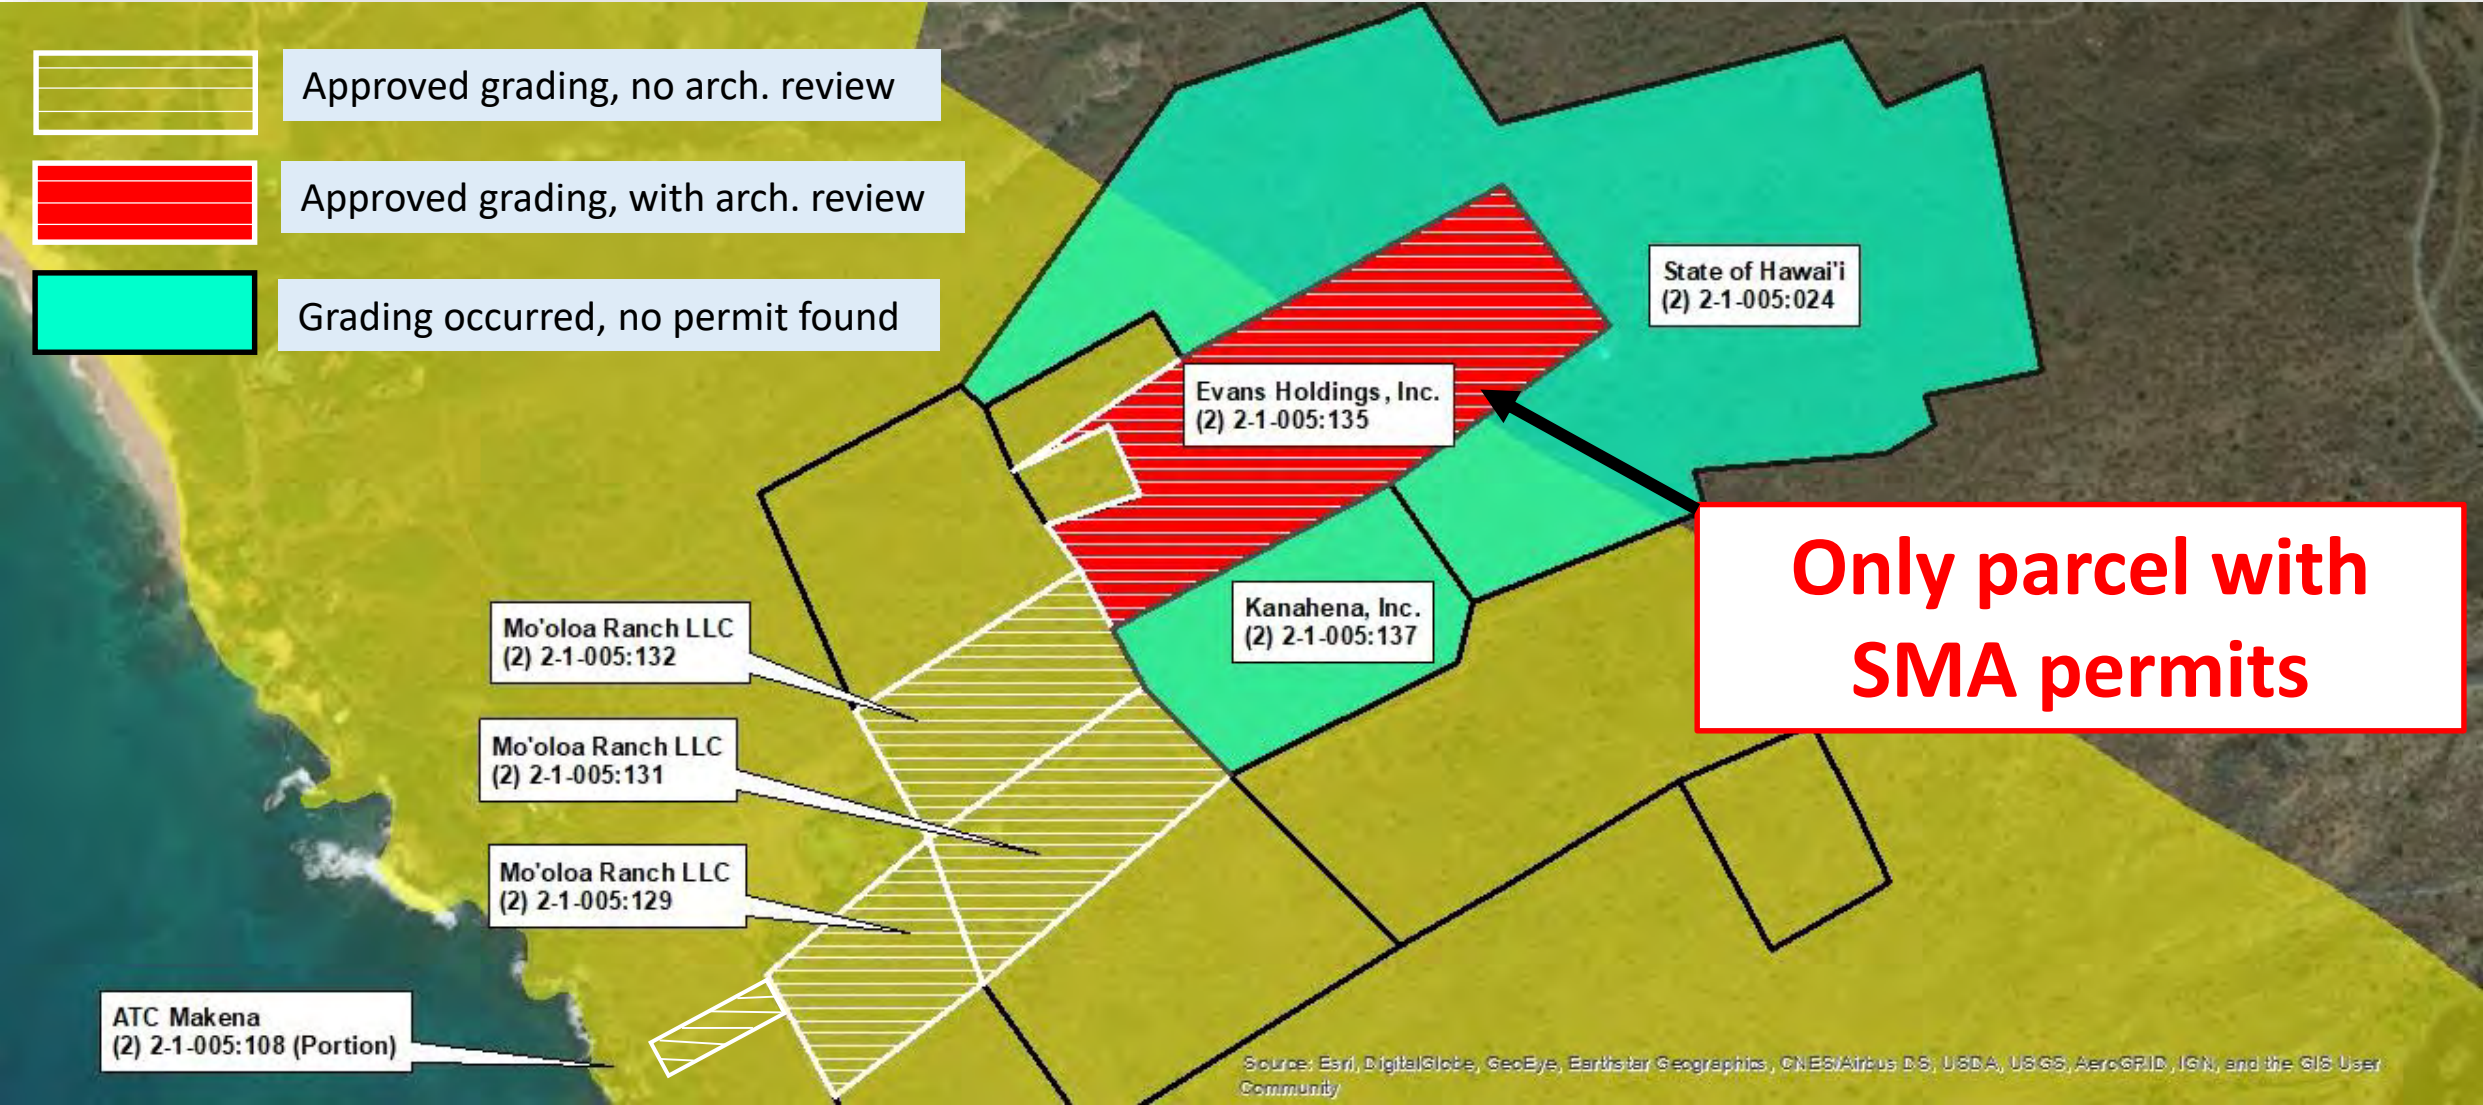 Approved grading, no arch. review
Approved grading, with arch. review
Grading occurred, no permit found
State of Hawai'i
(2) 2-1-005:024
Evans Holdings, Inc.
(2) 2-1-005:135
Only parcel with
SMA permits
Kanahena, Inc.
(2) 2-1-005:137
Mo'oloa Ranch LLC
(2) 2-1-005:132
Mo'oloa Ranch LLC
(2) 2-1-005:131
Mo'oloa Ranch LLC
(2) 2-1-005:129
ATC Makena
(2) 2-1-005:108 (Portion)
Source: Esri, DigitalGlobe, GeoEye, Earthstar Geographics, CNES/Airbus DS, USDA, USGS, AeroGRID, IGN, and the GIS User
Community